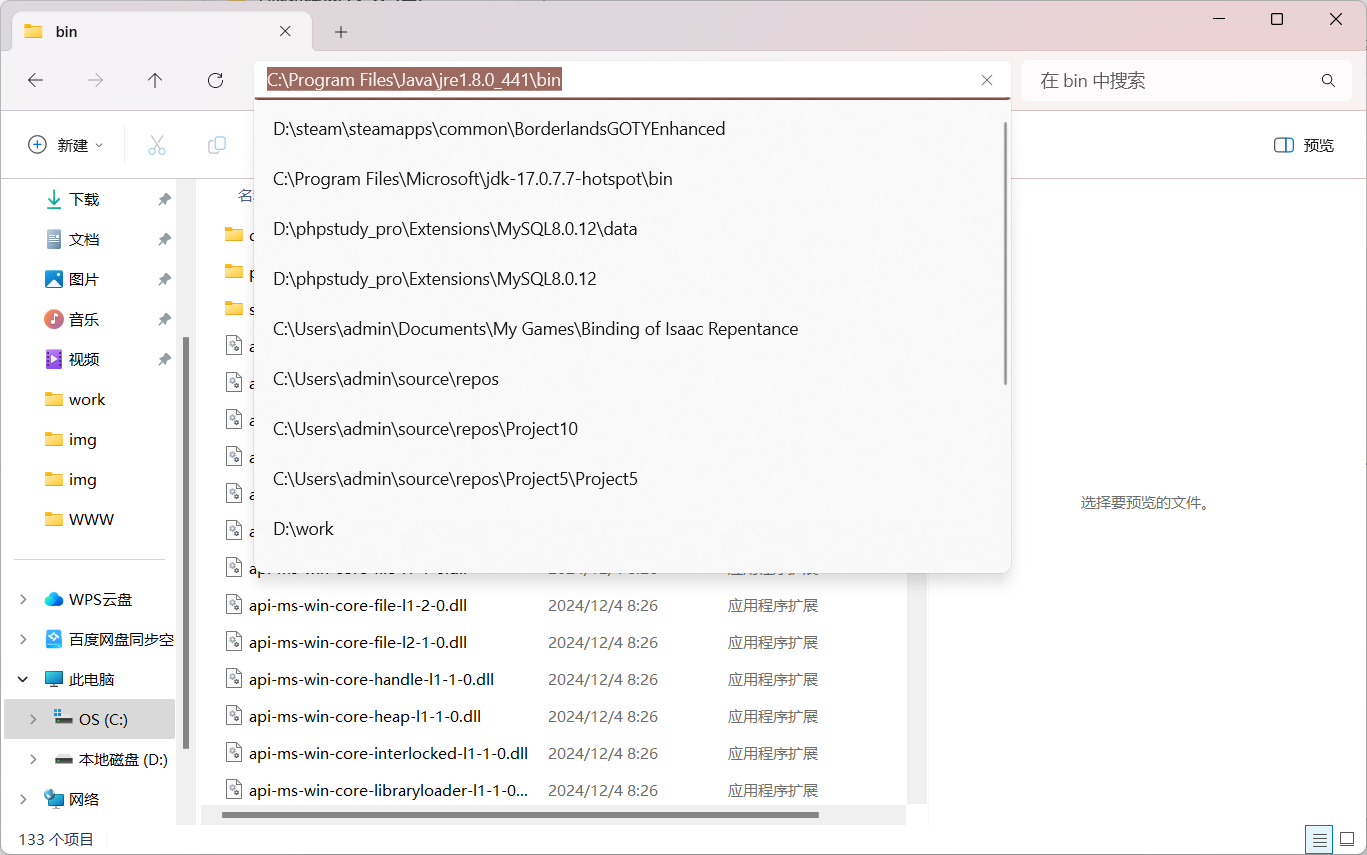 bin
C:\Program Files\Java\jre1.8.0_441\bin
在 bin 中搜索
新建
预览
D:\steam\steamapps\common\BorderlandsGOTYEnhanced
C:\Program Files\Microsoft\jdk-17.0.7.7-hotspot\bin
D:\phpstudy_pro\Extensions\MySQL8.0.12\data
D:\phpstudy_pro\Extensions\MySQL8.0.12
C:\Users\admin\Documents\My Games\Binding of Isaac Repentance
C:\Users\admin\source\repos
C:\Users\admin\source\repos\Project10
C:\Users\admin\source\repos\Project5\Project5
D:\work
下载
文档
图片
音乐
视频
work
img
img
WWW
WPS云盘
百度网盘同步空
此电脑
OS (C:)
本地磁盘 (D:)
网络
api-ms-win-core-file-l1-2-0.dll 2024/12/4 8:26 应用程序扩展
api-ms-win-core-file-l2-1-0.dll 2024/12/4 8:26 应用程序扩展
api-ms-win-core-handle-l1-1-0.dll 2024/12/4 8:26 应用程序扩展
api-ms-win-core-heap-l1-1-0.dll 2024/12/4 8:26 应用程序扩展
api-ms-win-core-interlocked-l1-1-0.dll 2024/12/4 8:26 应用程序扩展
api-ms-win-core-libraryloader-l1-1-0... 2024/12/4 8:26 应用程序扩展
选择要预览的文件。
133 个项目